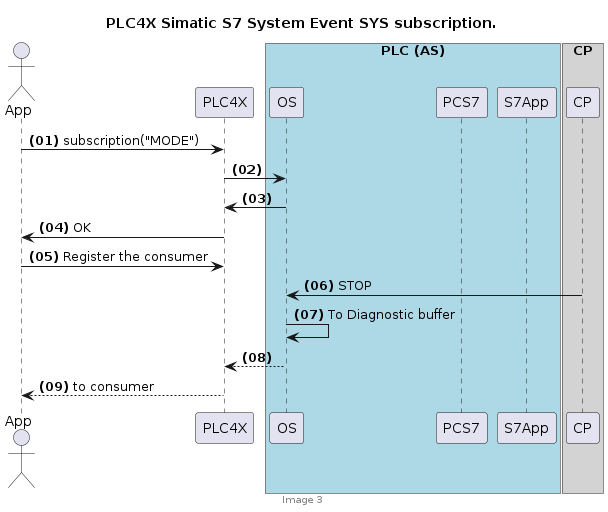 PLC4X Simatic S7 System Event SYS subscription.
PLC (AS)
CP
App
PLC4X
OS
PCS7
S7App
CP
(01) subscription("MODE")
(02)
(03)
(04) OK
(05) Register the consumer
(06) STOP
(07) To Diagnostic buffer
(08)
(09) to consumer
App
PLC4X
OS
PCS7
S7App
CP
Image 3